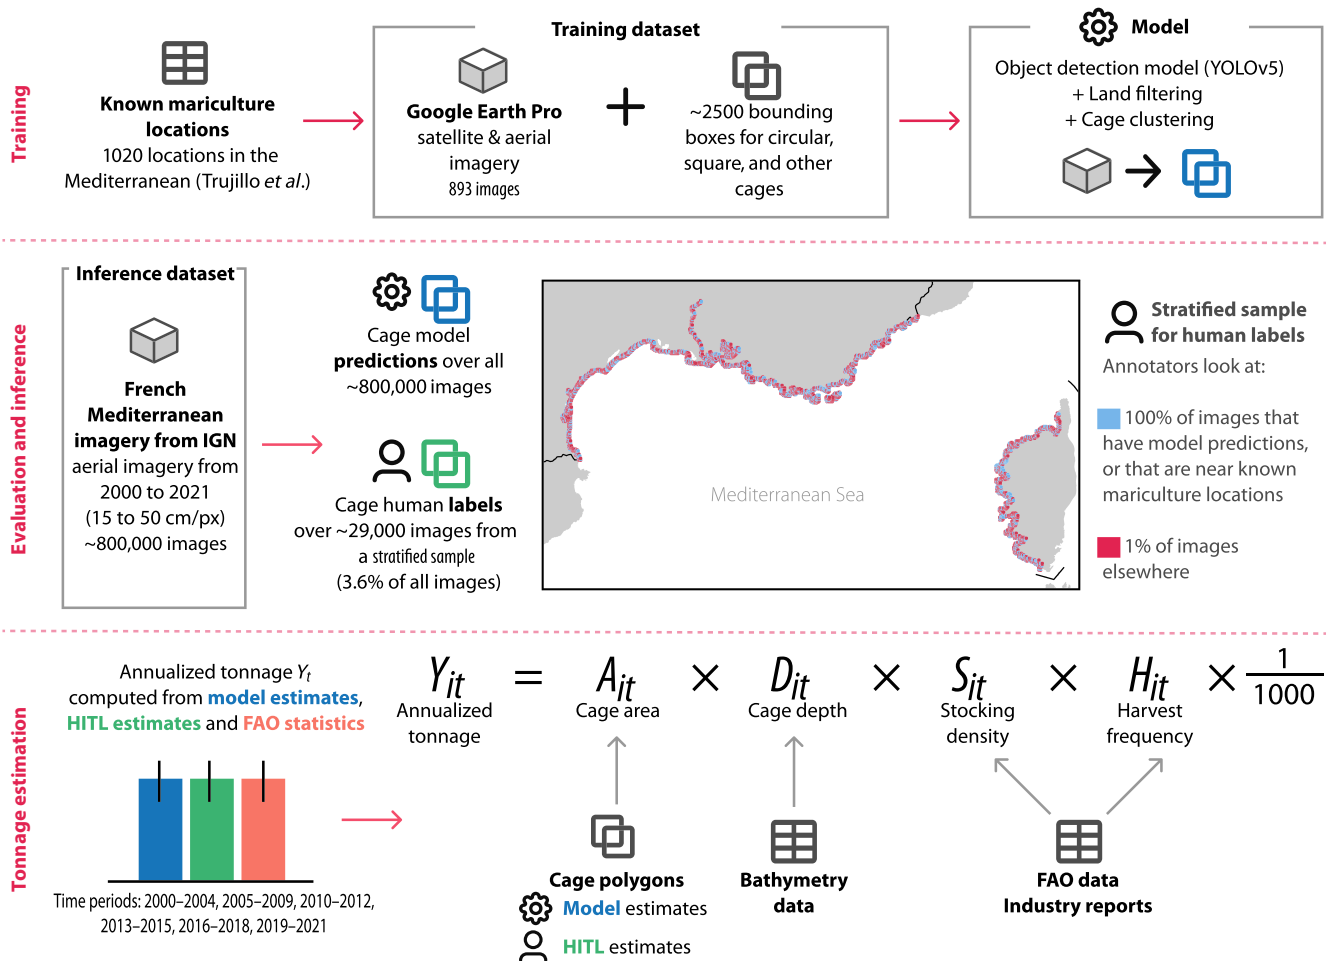 Training
Known mariculture
locations
1020 locations in the
Mediterranean (Trujillo et al.)
Training dataset
Google Earth Pro
satellite & aerial
imagery
893 images
~2500 bounding
boxes for circular,
square, and other
cages
Model
Object detection model (YOLOv5)
+ Land filtering
+ Cage clustering
Evaluation and inference
Inference dataset
French
Mediterranean
imagery from IGN
aerial imagery from
2000 to 2021
(15 to 50 cm/px)
~800,000 images
Cage model
predictions over all
~800,000 images
Cage human labels
over ~29,000 images from
a stratified sample
(3.6% of all images)
Mediterranean Sea
Stratified sample
for human labels
Annotators look at:
100% of images that
have model predictions,
or that are near known
mariculture locations
1% of images
elsewhere
Tonnage estimation
Annualized tonnage Yt
computed from model estimates,
HITL estimates and FAO statistics
Time periods: 2000–2004, 2005–2009, 2010–2012,
2013–2015, 2016–2018, 2019–2021
Yit = Ait × Dit × Sit × Hit × 1/1000
Annualized
tonnage
Cage area
Cage depth
Stocking
density
Harvest
frequency
Cage polygons
Model estimates
HITL estimates
Bathymetry
data
FAO data
Industry reports